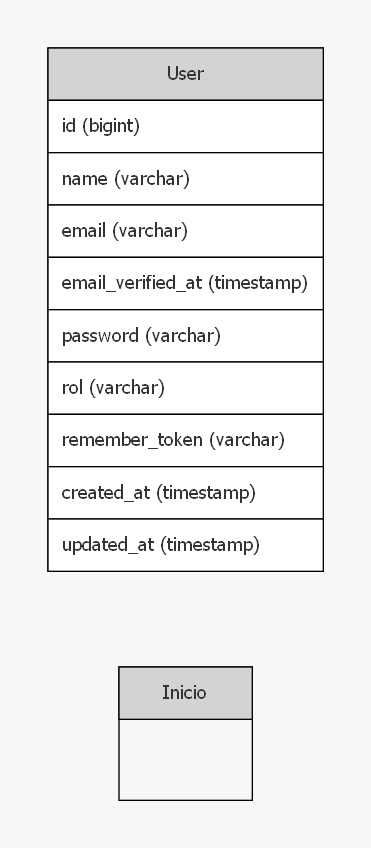 User
id (bigint)
name (varchar)
email (varchar)
email_verified_at (timestamp)
password (varchar)
rol (varchar)
remember_token (varchar)
created_at (timestamp)
updated_at (timestamp)
Inicio